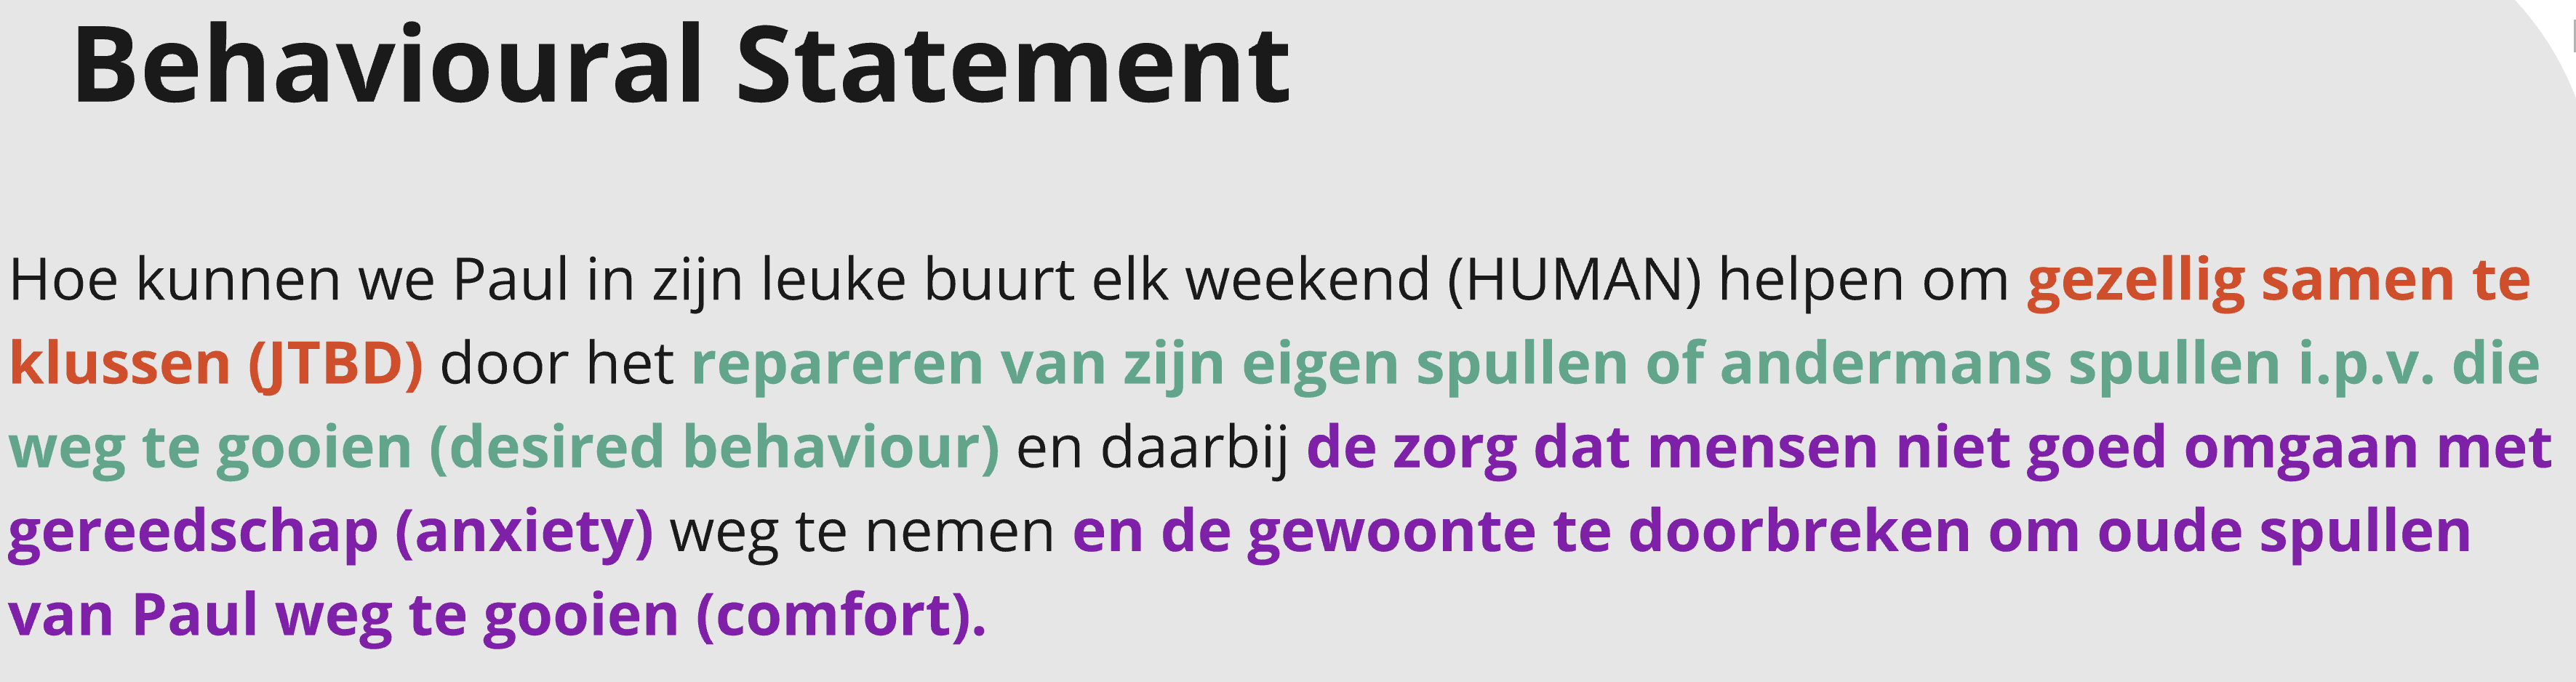 Behavioural Statement
Hoe kunnen we Paul in zijn leuke buurt elk weekend (HUMAN) helpen om gezellig samen te
klussen (JTBD) door het repareren van zijn eigen spullen of andermans spullen i.p.v. die
weg te gooien (desired behaviour) en daarbij de zorg dat mensen niet goed omgaan met
gereedschap (anxiety) weg te nemen en de gewoonte te doorbreken om oude spullen
van Paul weg te gooien (comfort).